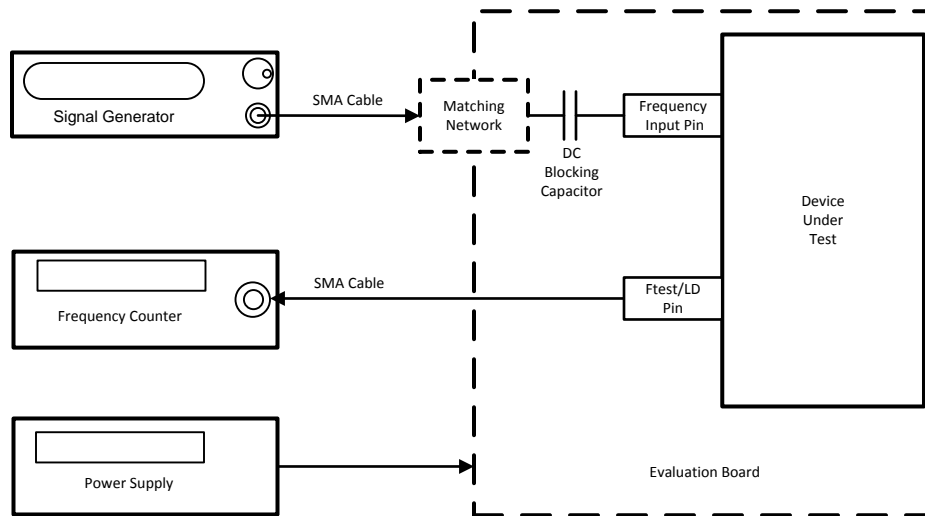 Signal Generator
SMA Cable
Matching
Network
DC
Blocking
Capacitor
Frequency
Input Pin
Device
Under
Test
Frequency Counter
SMA Cable
Ftest/LD
Pin
Power Supply
Evaluation Board